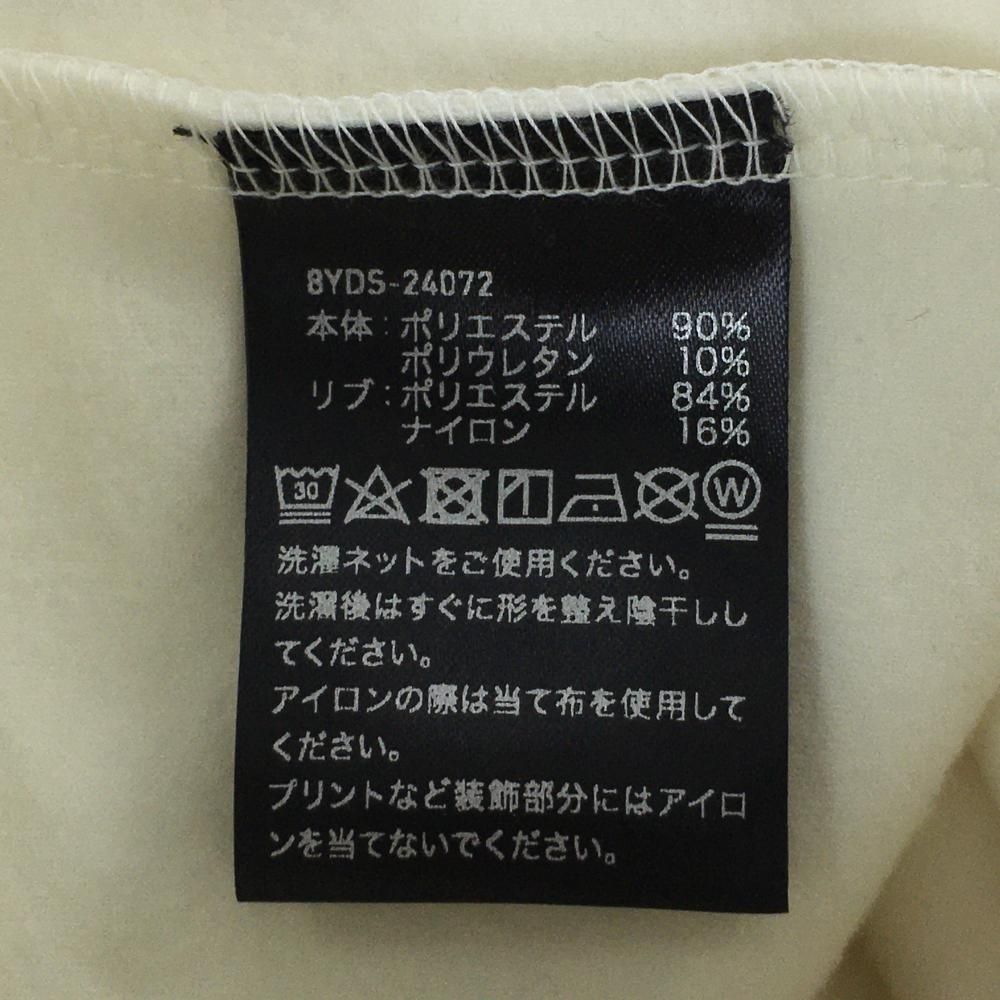 8YDS-24072
本体：ポリエステル 90%
ポリウレタン 10%
リブ：ポリエステル 84%
ナイロン 16%
30 W
洗濯ネットをご使用ください。
洗濯後はすぐに形を整え陰干しし
てください。
アイロンの際は当て布を使用して
ください。
プリントなど装飾部分にはアイロ
ンを当てないでください。